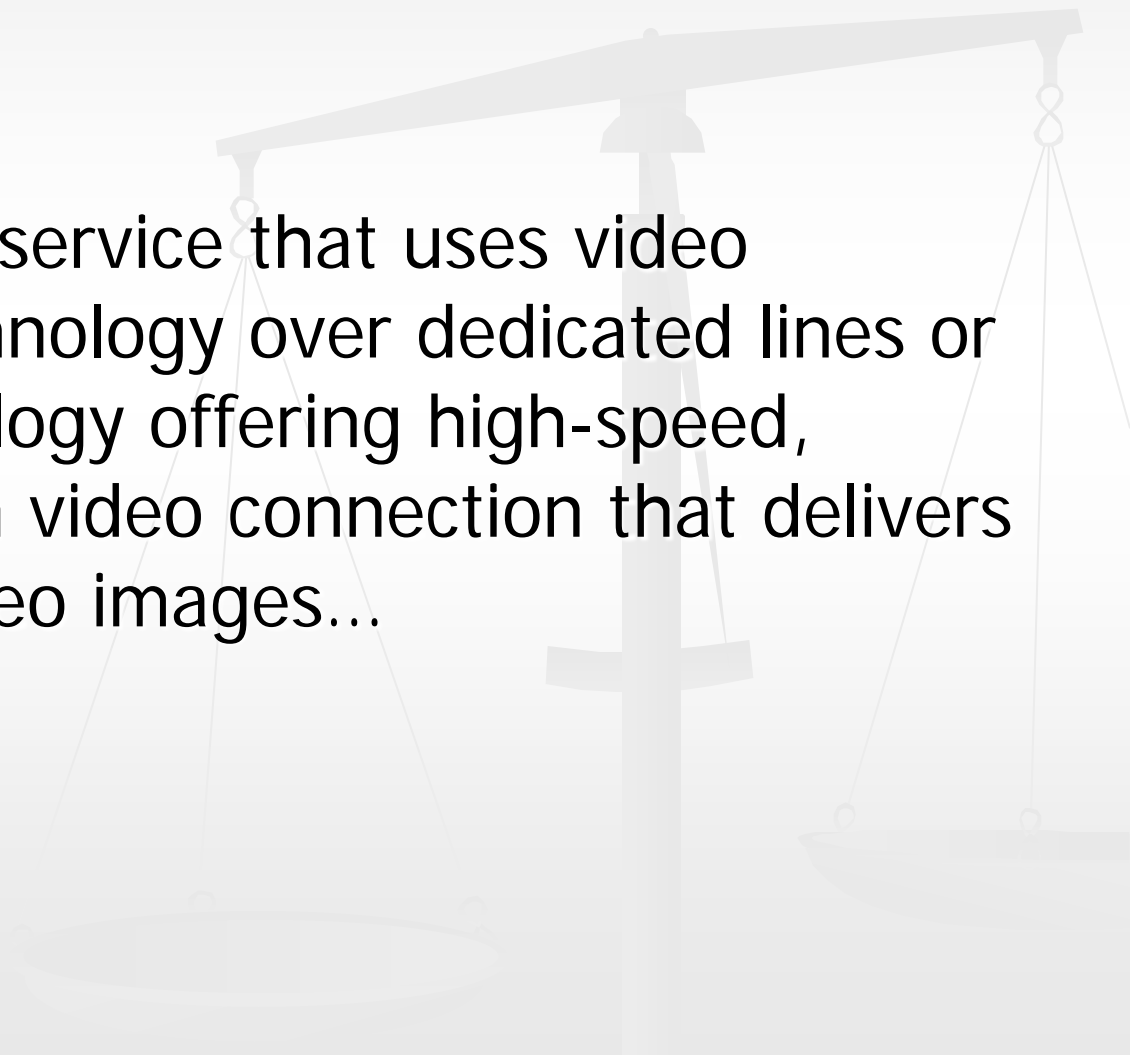 service that uses video
nology over dedicated lines or
logy offering high-speed,
video connection that delivers
eo images...